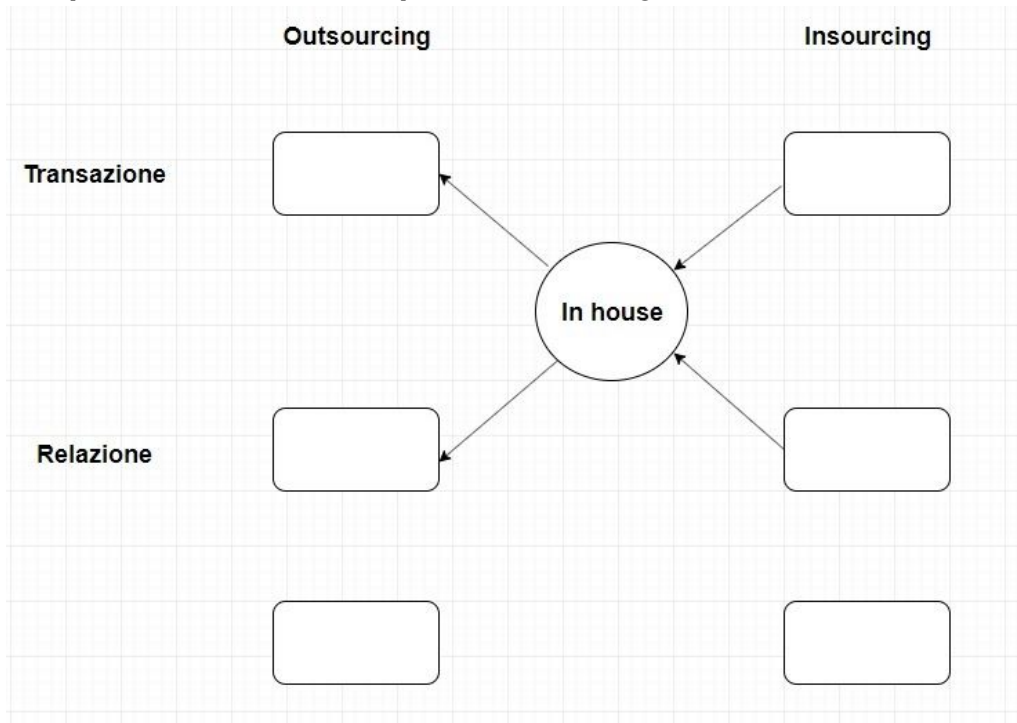 Outsourcing
Insourcing
Transazione
In house
Relazione